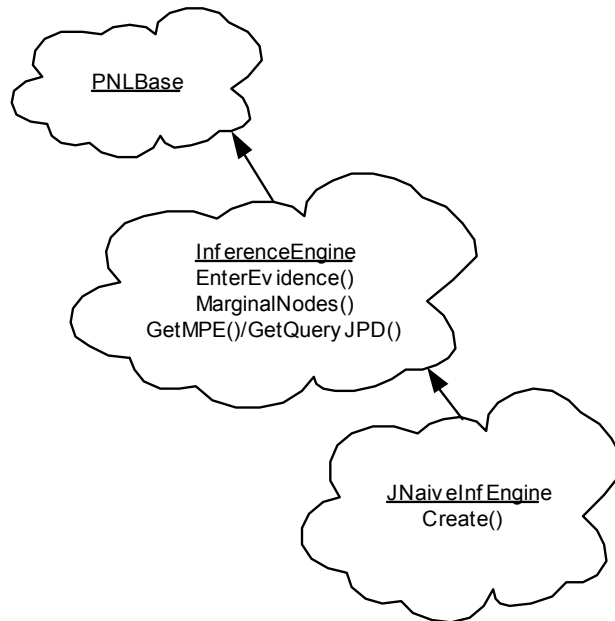 PNLBase
InferenceEngine
EnterEvidence()
MarginalNodes()
GetMPE()/GetQueryJPD()
JNaiveInfEngine
Create()